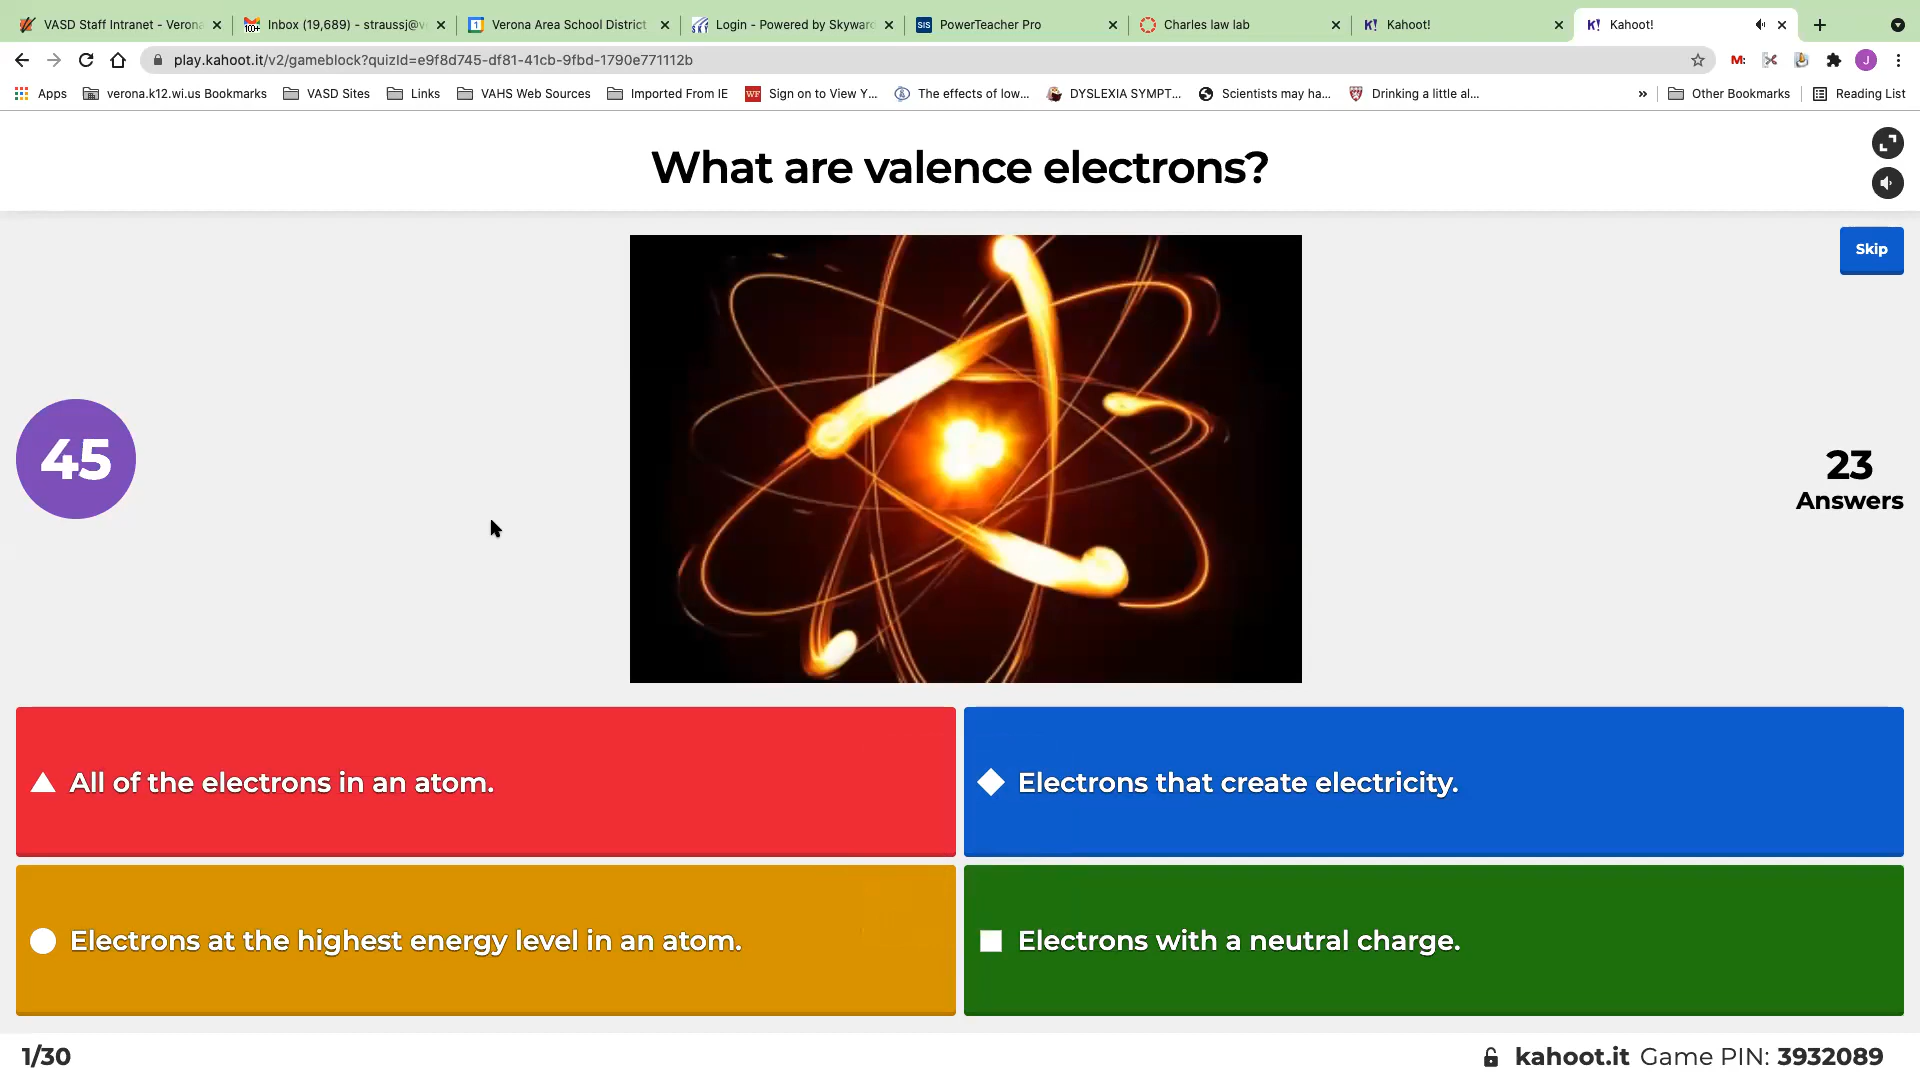 VASD Staff Intranet - Verona
Inbox (19,689) - straussj@v
Verona Area School District
Login - Powered by Skyward
PowerTeacher Pro
Charles law lab
Kahoot!
Kahoot!
play.kahoot.it/v2/gameblock?quizId=e9f8d745-df81-41cb-9fbd-1790e771112b
M:
J
Apps
verona.k12.wi.us Bookmarks
VASD Sites
Links
VAHS Web Sources
Imported From IE
WF
Sign on to View Y...
The effects of low...
DYSLEXIA SYMPT...
Scientists may ha...
Drinking a little al...
»
Other Bookmarks
Reading List
What are valence electrons?
Skip
45
23
Answers
All of the electrons in an atom.
Electrons that create electricity.
Electrons at the highest energy level in an atom.
Electrons with a neutral charge.
1/30
kahoot.it Game PIN: 3932089